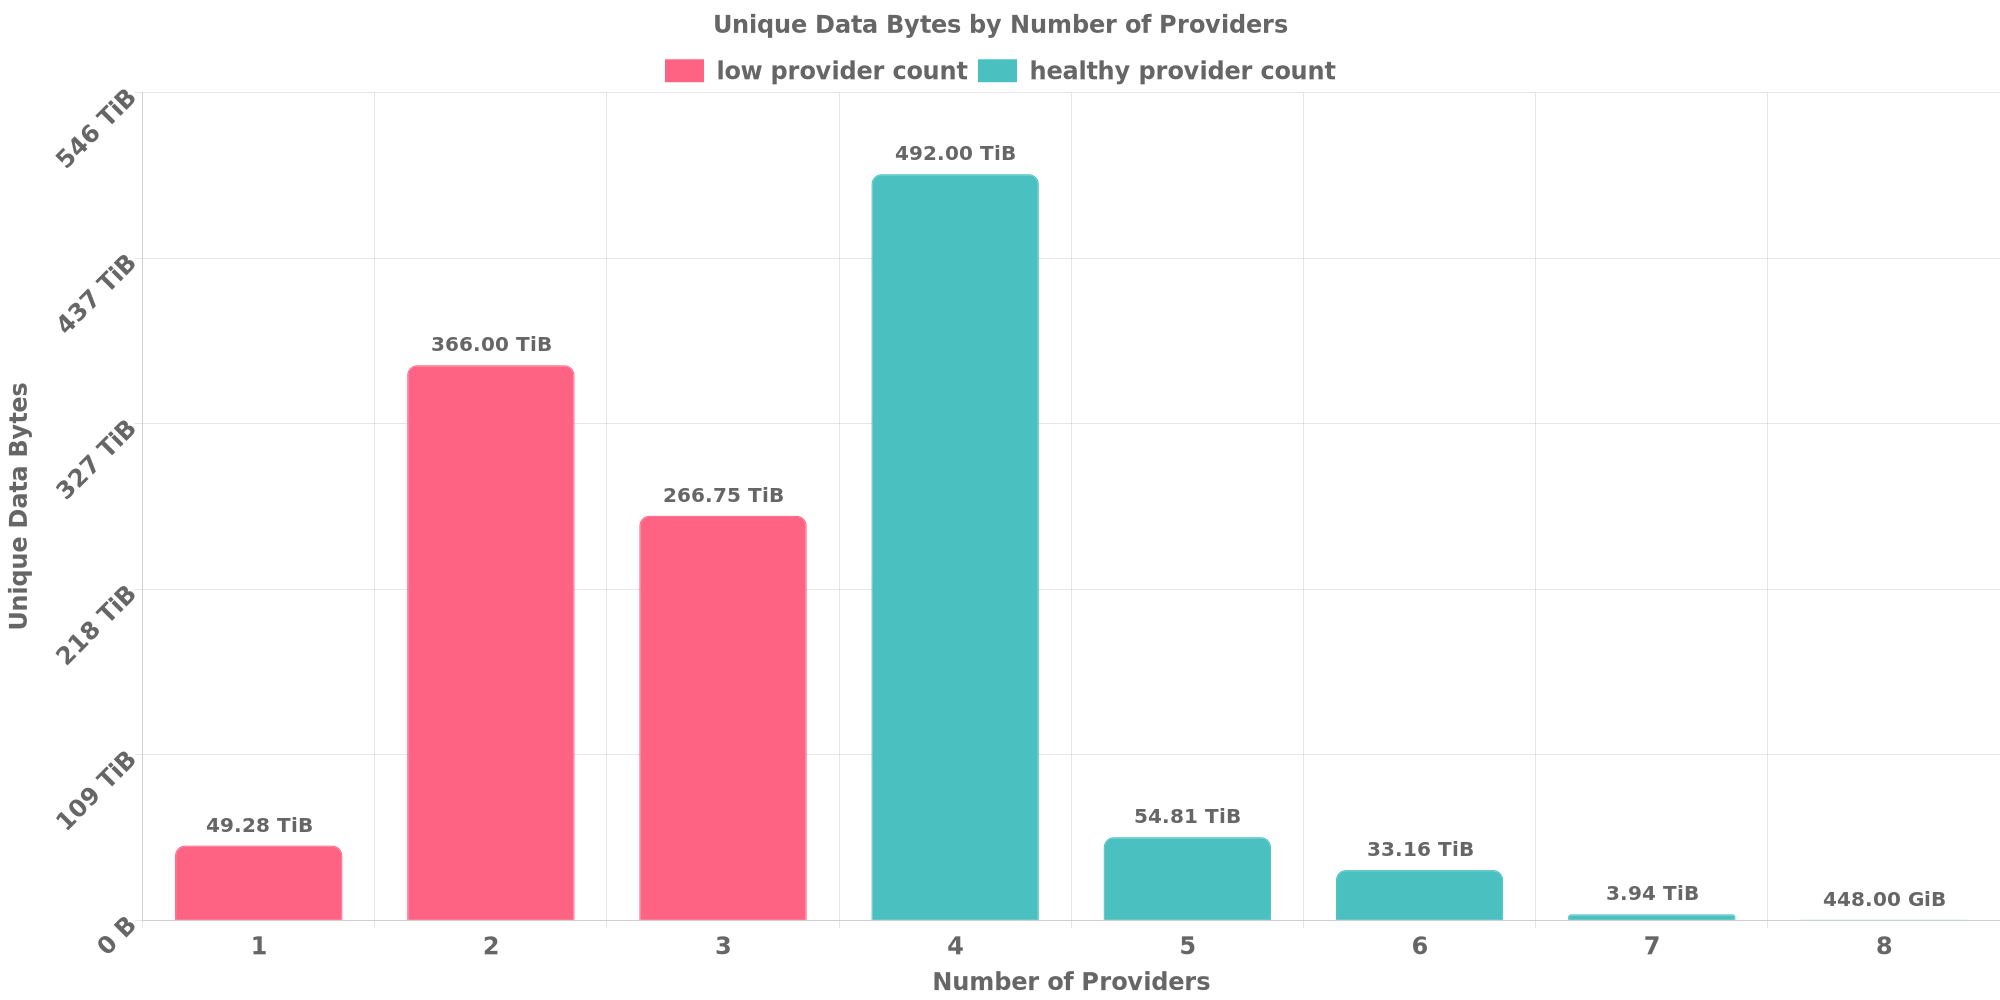 Unique Data Bytes by Number of Providers
low provider count healthy provider count
546 TiB
437 TiB
327 TiB
218 TiB
109 TiB
0 B
Unique Data Bytes
49.28 TiB
366.00 TiB
266.75 TiB
492.00 TiB
54.81 TiB
33.16 TiB
3.94 TiB
448.00 GiB
1 2 3 4 5 6 7 8
Number of Providers